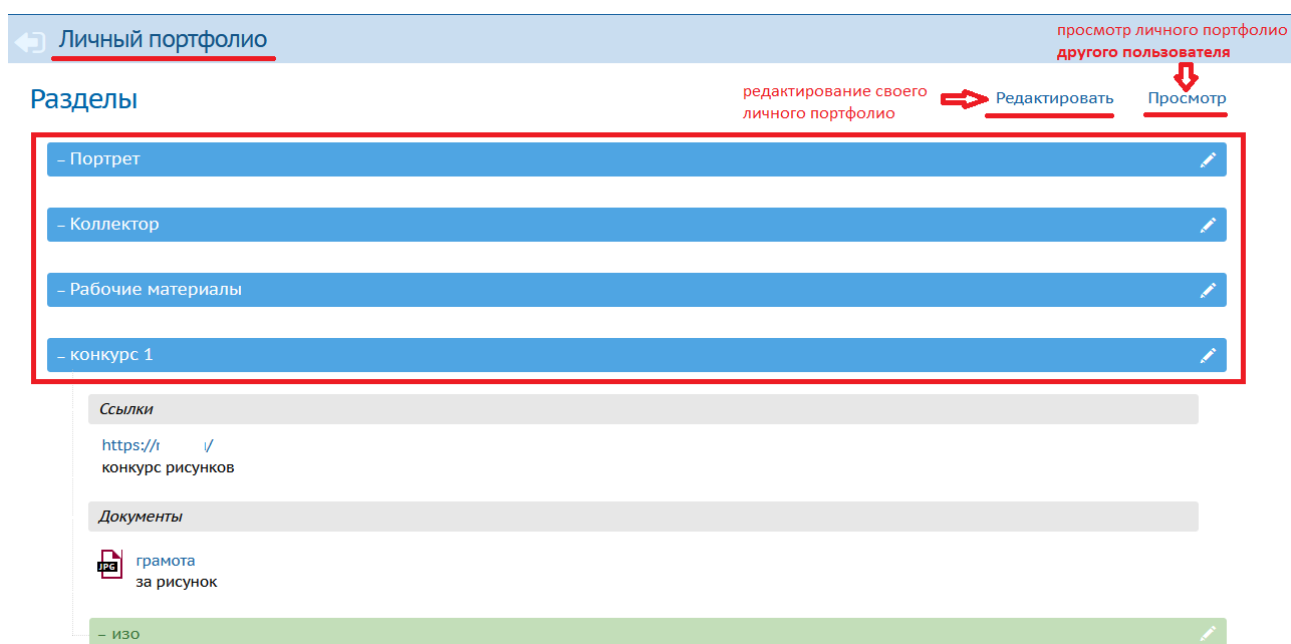 Личный портфолио
просмотр личного портфолио
другого пользователя
Разделы
редактирование своего
личного портфолио
Редактировать
Просмотр
– Портрет
– Коллектор
– Рабочие материалы
– конкурс 1
Ссылки
https://
конкурс рисунков
Документы
JPG
грамота
за рисунок
– изо